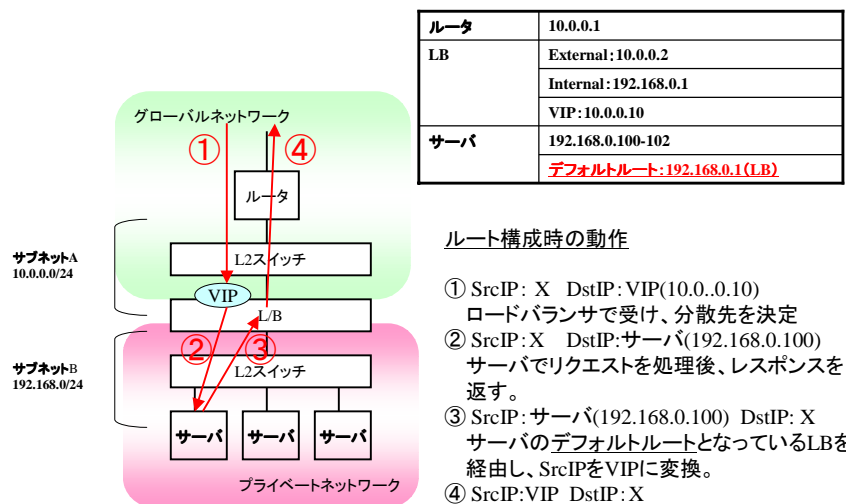 ルータ 10.0.0.1
LB External:10.0.0.2
Internal:192.168.0.1
VIP:10.0.0.10
サーバ 192.168.0.100-102
デフォルトルート:192.168.0.1(LB)
グローバルネットワーク
① ④
ルータ
サブネットA
10.0.0.0/24
L2スイッチ
VIP
L/B
② ③
サブネットB
192.168.0/24
L2スイッチ
サーバ サーバ サーバ
プライベートネットワーク
ルート構成時の動作
① SrcIP: X DstIP:VIP(10.0..0.10)
ロードバランサで受け、分散先を決定
② SrcIP:X DstIP:サーバ(192.168.0.100)
サーバでリクエストを処理後、レスポンスを
返す。
③ SrcIP:サーバ(192.168.0.100) DstIP: X
サーバのデフォルトルートとなっているLBを
経由し、SrcIPをVIPに変換。
④ SrcIP:VIP DstIP:X